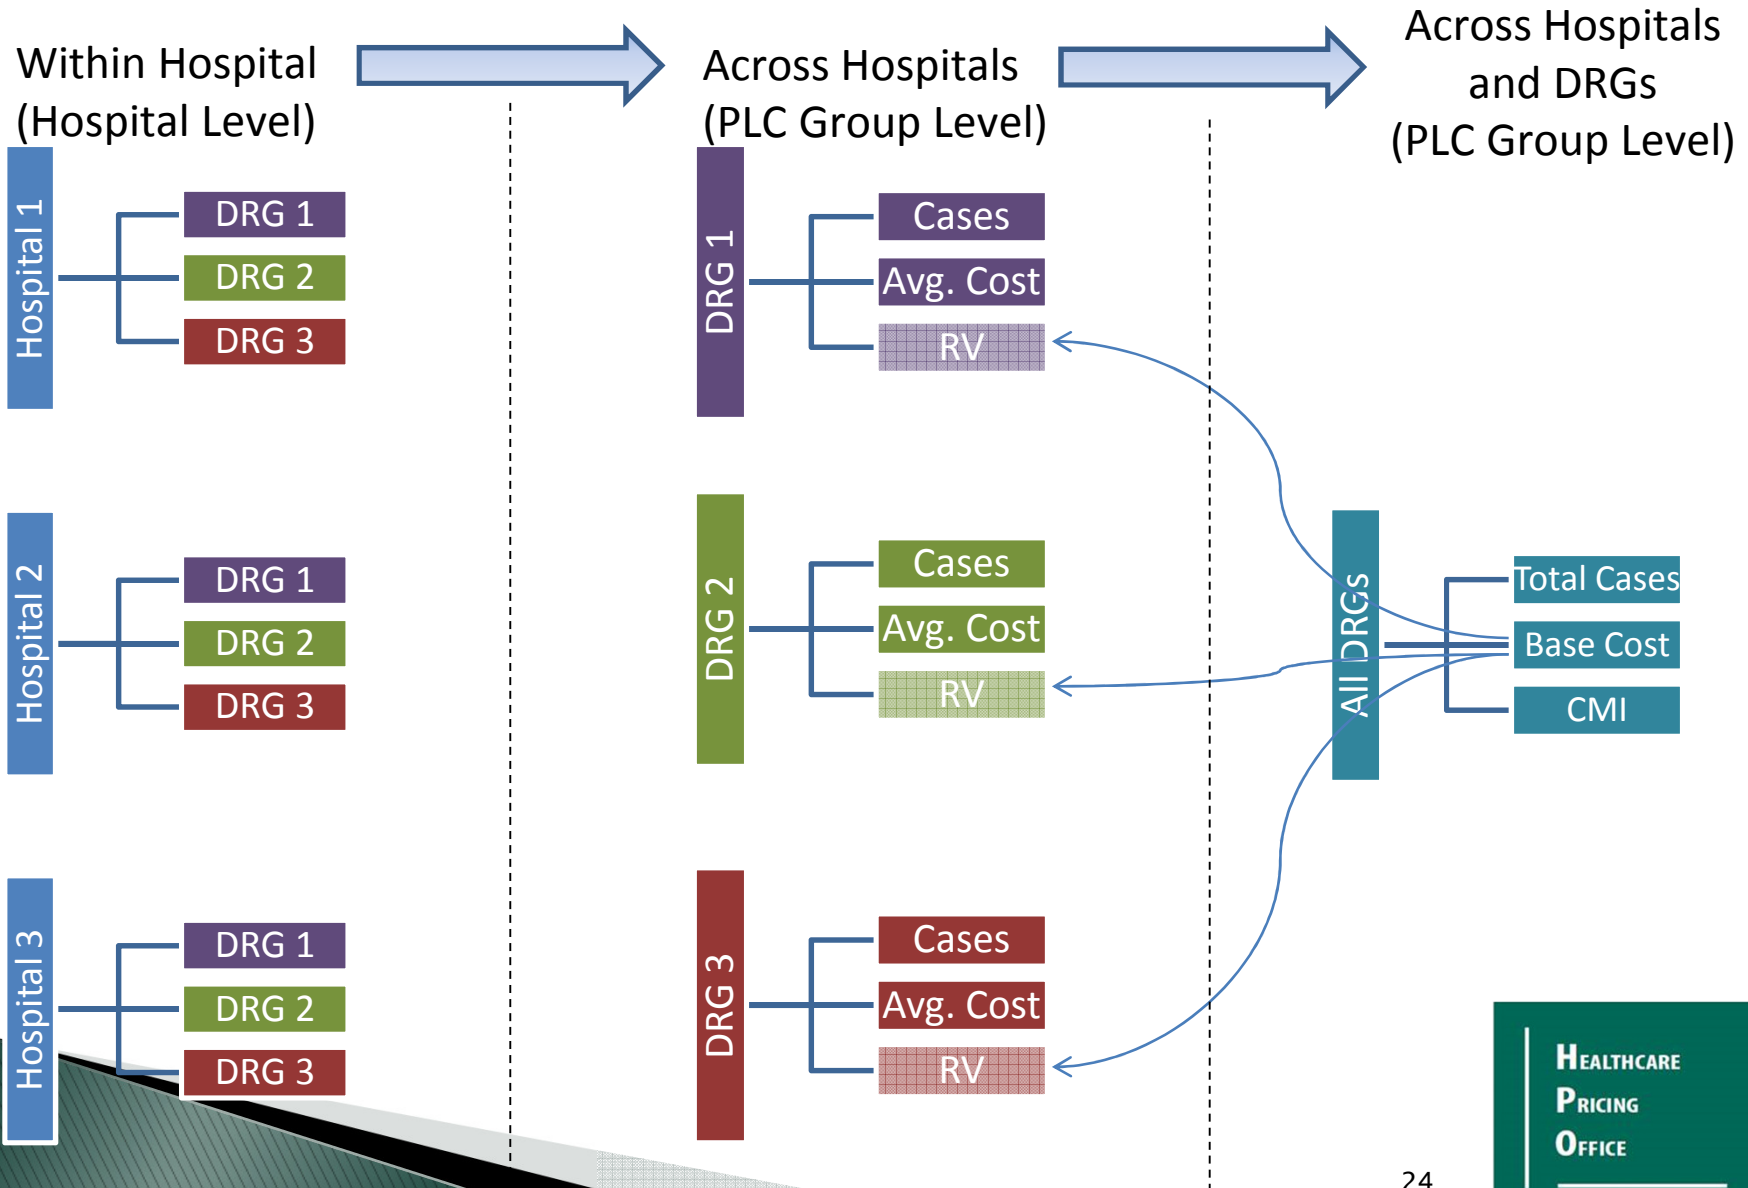 Within Hospital
(Hospital Level)
Across Hospitals
(PLC Group Level)
Across Hospitals
and DRGs
(PLC Group Level)
Hospital 1
DRG 1
DRG 2
DRG 3
Hospital 2
DRG 1
DRG 2
DRG 3
Hospital 3
DRG 1
DRG 2
DRG 3
DRG 1
Cases
Avg. Cost
RV
DRG 2
Cases
Avg. Cost
RV
DRG 3
Cases
Avg. Cost
RV
All DRGs
Total Cases
Base Cost
CMI
HEALTHCARE
PRICING
OFFICE
24